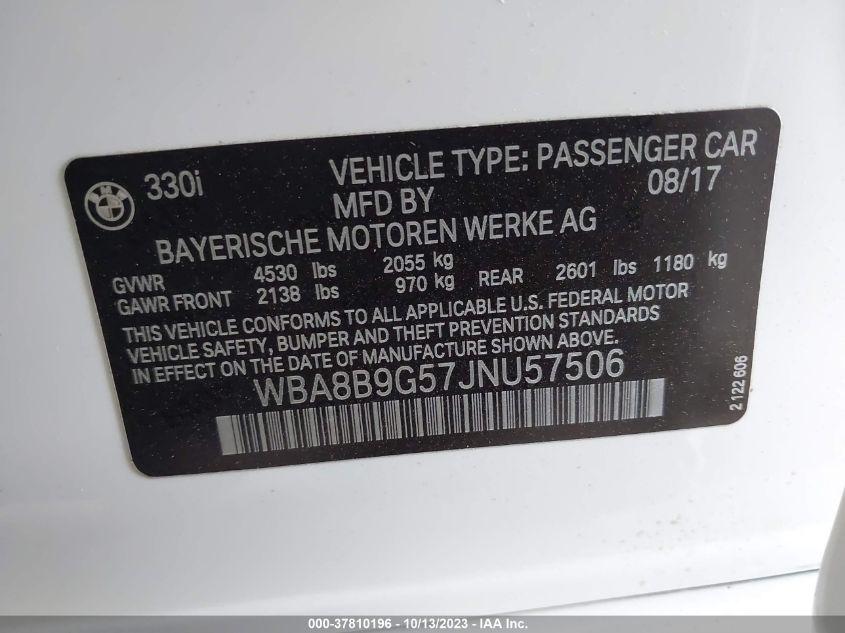 BMW
330i
VEHICLE TYPE: PASSENGER CAR
MFD BY 08/17
BAYERISCHE MOTOREN WERKE AG
GVWR 4530 lbs 2055 kg
GAWR FRONT 2138 lbs 970 kg REAR 2601 lbs 1180 kg
THIS VEHICLE CONFORMS TO ALL APPLICABLE U.S. FEDERAL MOTOR
VEHICLE SAFETY, BUMPER AND THEFT PREVENTION STANDARDS
IN EFFECT ON THE DATE OF MANUFACTURE SHOWN ABOVE.
WBA8B9G57JNU57506
2 122 606
000-37810196 - 10/13/2023 - © IAA, Inc.